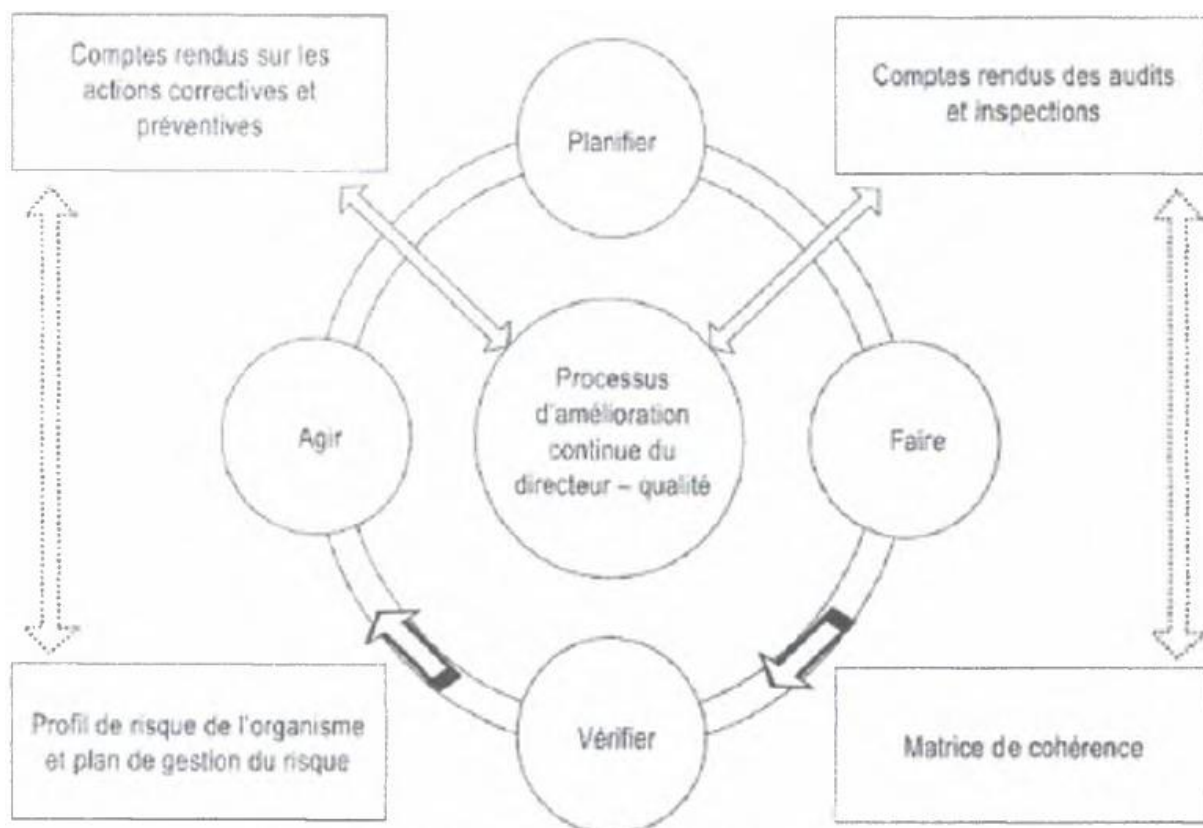 Comptes rendus sur les
actions correctives et
préventives
Comptes rendus des audits
et inspections
Planifier
Processus
d'amélioration
continue du
directeur – qualité
Agir
Faire
Vérifier
Profil de risque de l'organisme
et plan de gestion du risque
Matrice de cohérence